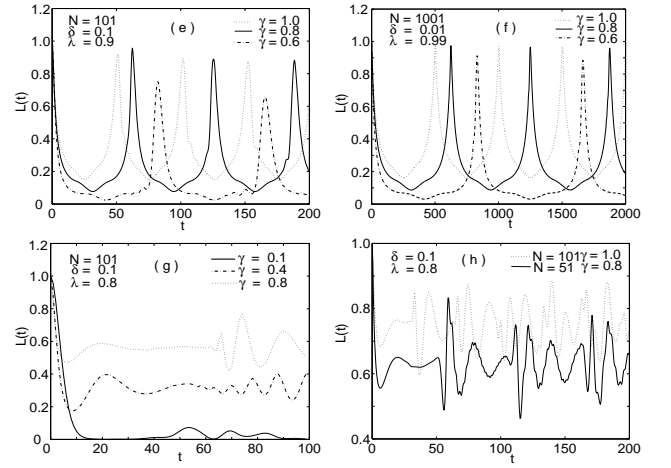 N = 101
δ = 0.1
λ = 0.9
( e )
γ = 1.0
γ = 0.8
γ = 0.6
L(t)
1.2
1
0.8
0.6
0.4
0.2
0
0 50 100 150 200
t
N = 1001
δ = 0.01
λ = 0.99
( f )
γ = 1.0
γ = 0.8
γ = 0.6
L(t)
1.2
1
0.8
0.6
0.4
0.2
0
0 500 1000 1500 2000
t
N = 101
δ = 0.1
λ = 0.8
( g )
γ = 0.1
γ = 0.4
γ = 0.8
L(t)
1.2
1.0
0.8
0.6
0.4
0.2
0
0 20 40 60 80 100
t
δ = 0.1
λ = 0.8
( h )
N = 101 γ = 1.0
N = 51 γ = 0.8
L(t)
1.0
0.8
0.6
0.4
0 50 100 150 200
t